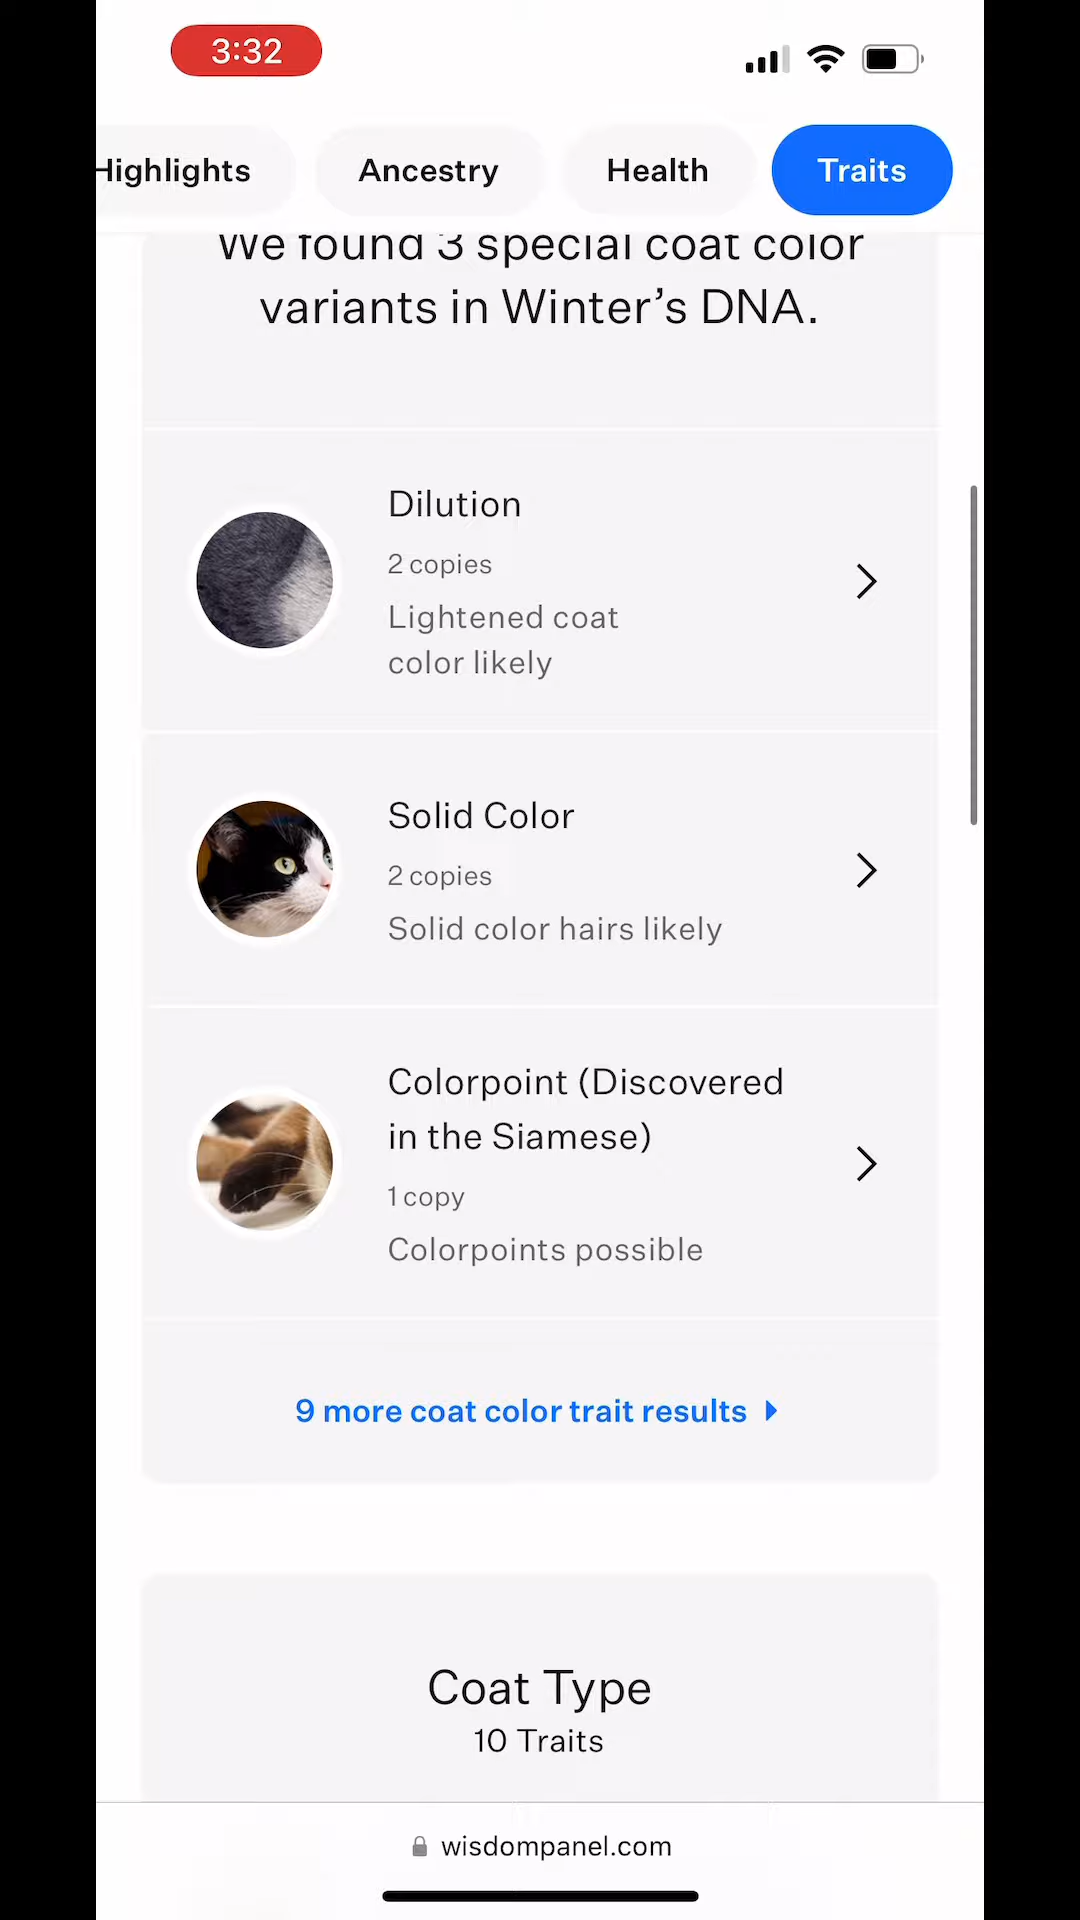 3:32
Highlights
Ancestry
Health
Traits
We found 3 special coat color
variants in Winter’s DNA.
Dilution
2 copies
Lightened coat
color likely
Solid Color
2 copies
Solid color hairs likely
Colorpoint (Discovered
in the Siamese)
1 copy
Colorpoints possible
9 more coat color trait results
Coat Type
10 Traits
wisdompanel.com